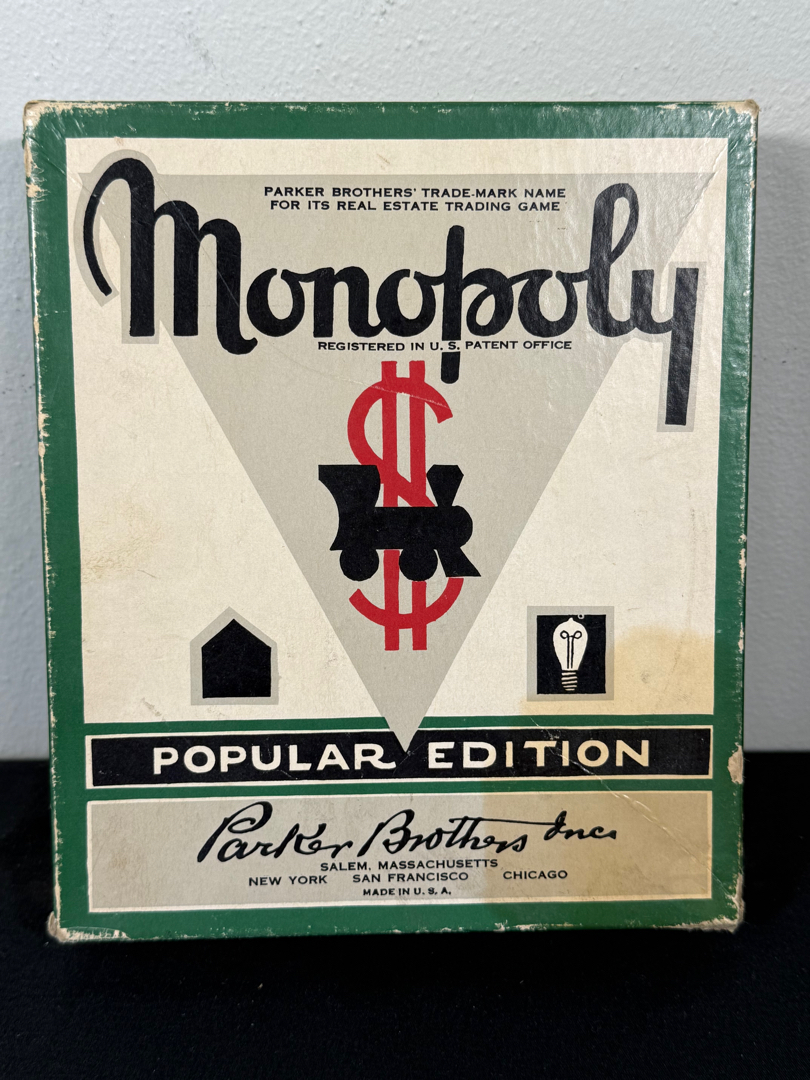 PARKER BROTHERS' TRADE-MARK NAME
FOR ITS REAL ESTATE TRADING GAME
Monopoly
REGISTERED IN U. S. PATENT OFFICE
POPULAR EDITION
Parker Brothers Inc.
SALEM, MASSACHUSETTS
NEW YORK SAN FRANCISCO CHICAGO
MADE IN U. S. A.